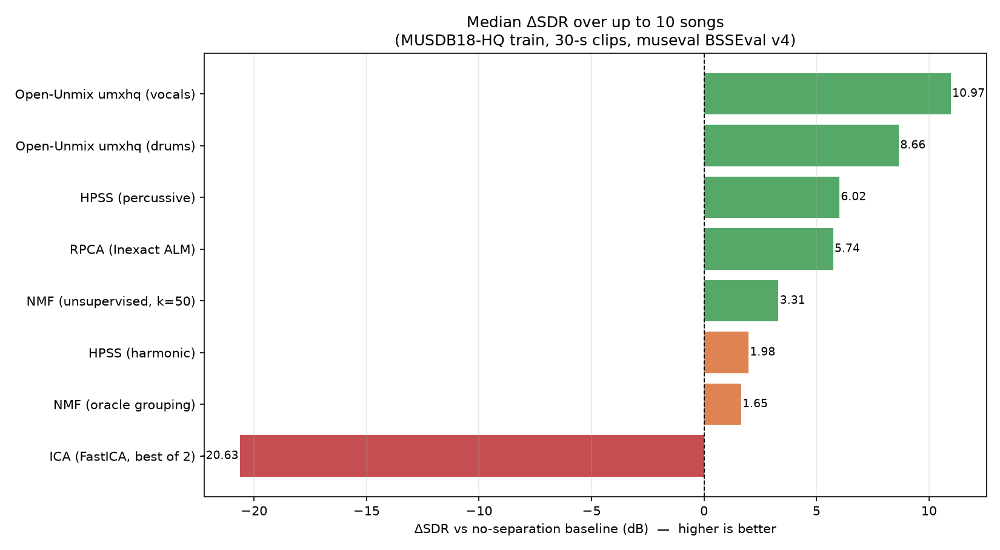 Median ΔSDR over up to 10 songs
(MUSDB18-HQ train, 30-s clips, museval BSSEval v4)
Open-Unmix umxhq (vocals)
10.97
Open-Unmix umxhq (drums)
8.66
HPSS (percussive)
6.02
RPCA (Inexact ALM)
5.74
NMF (unsupervised, k=50)
3.31
HPSS (harmonic)
1.98
NMF (oracle grouping)
1.65
ICA (FastICA, best of 2)
-20.63
−20 −15 −10 −5 0 5 10
ΔSDR vs no-separation baseline (dB) — higher is better